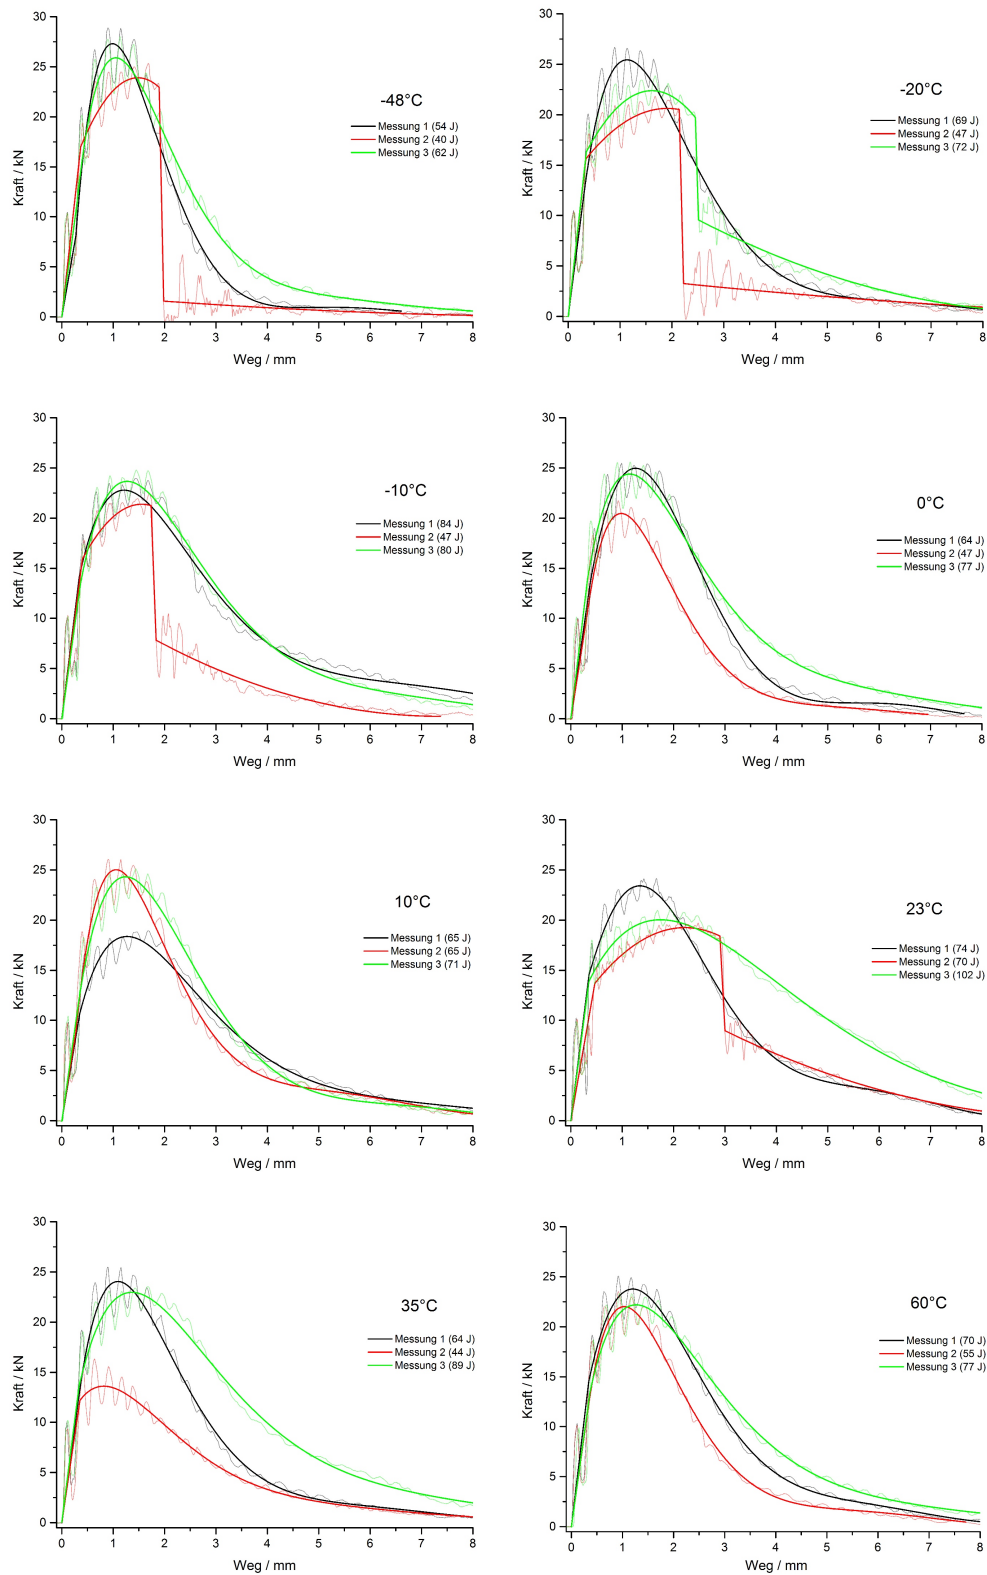 -48°C
Messung 1 (54 J)
Messung 2 (40 J)
Messung 3 (62 J)
Kraft / kN
30
25
20
15
10
5
0
0 1 2 3 4 5 6 7 8
Weg / mm
-20°C
Messung 1 (69 J)
Messung 2 (47 J)
Messung 3 (72 J)
Kraft / kN
30
25
20
15
10
5
0
0 1 2 3 4 5 6 7 8
Weg / mm
-10°C
Messung 1 (84 J)
Messung 2 (47 J)
Messung 3 (80 J)
Kraft / kN
30
25
20
15
10
5
0
0 1 2 3 4 5 6 7 8
Weg / mm
0°C
Messung 1 (64 J)
Messung 2 (47 J)
Messung 3 (77 J)
Kraft / kN
30
25
20
15
10
5
0
0 1 2 3 4 5 6 7 8
Weg / mm
10°C
Messung 1 (65 J)
Messung 2 (65 J)
Messung 3 (71 J)
Kraft / kN
30
25
20
15
10
5
0
0 1 2 3 4 5 6 7 8
Weg / mm
23°C
Messung 1 (74 J)
Messung 2 (70 J)
Messung 3 (102 J)
Kraft / kN
30
25
20
15
10
5
0
0 1 2 3 4 5 6 7 8
Weg / mm
35°C
Messung 1 (64 J)
Messung 2 (44 J)
Messung 3 (89 J)
Kraft / kN
30
25
20
15
10
5
0
0 1 2 3 4 5 6 7 8
Weg / mm
60°C
Messung 1 (70 J)
Messung 2 (55 J)
Messung 3 (77 J)
Kraft / kN
30
25
20
15
10
5
0
0 1 2 3 4 5 6 7 8
Weg / mm